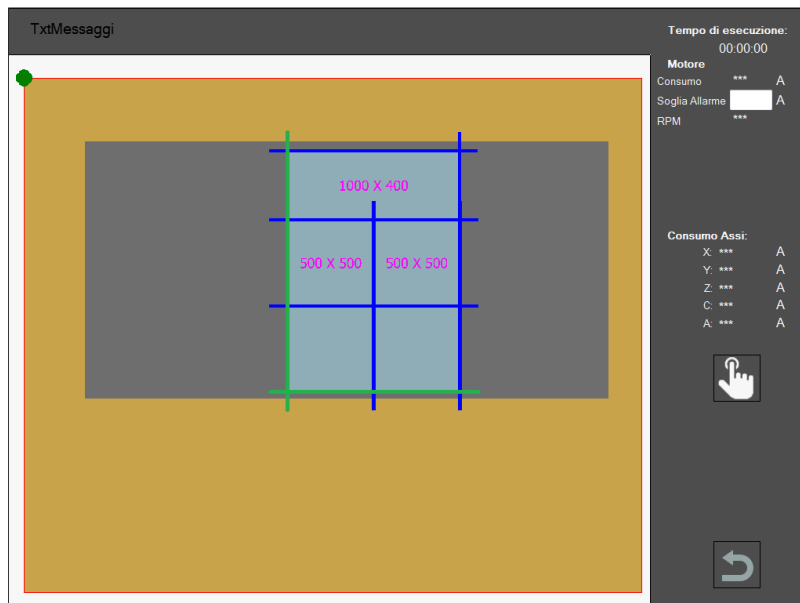 TxtMessaggi
Tempo di esecuzione:
00:00:00
Motore
Consumo *** A
Soglia Allarme A
RPM ***
1000 X 400
500 X 500 500 X 500
Consumo Assi:
X: *** A
Y: *** A
Z: *** A
C: *** A
A: *** A